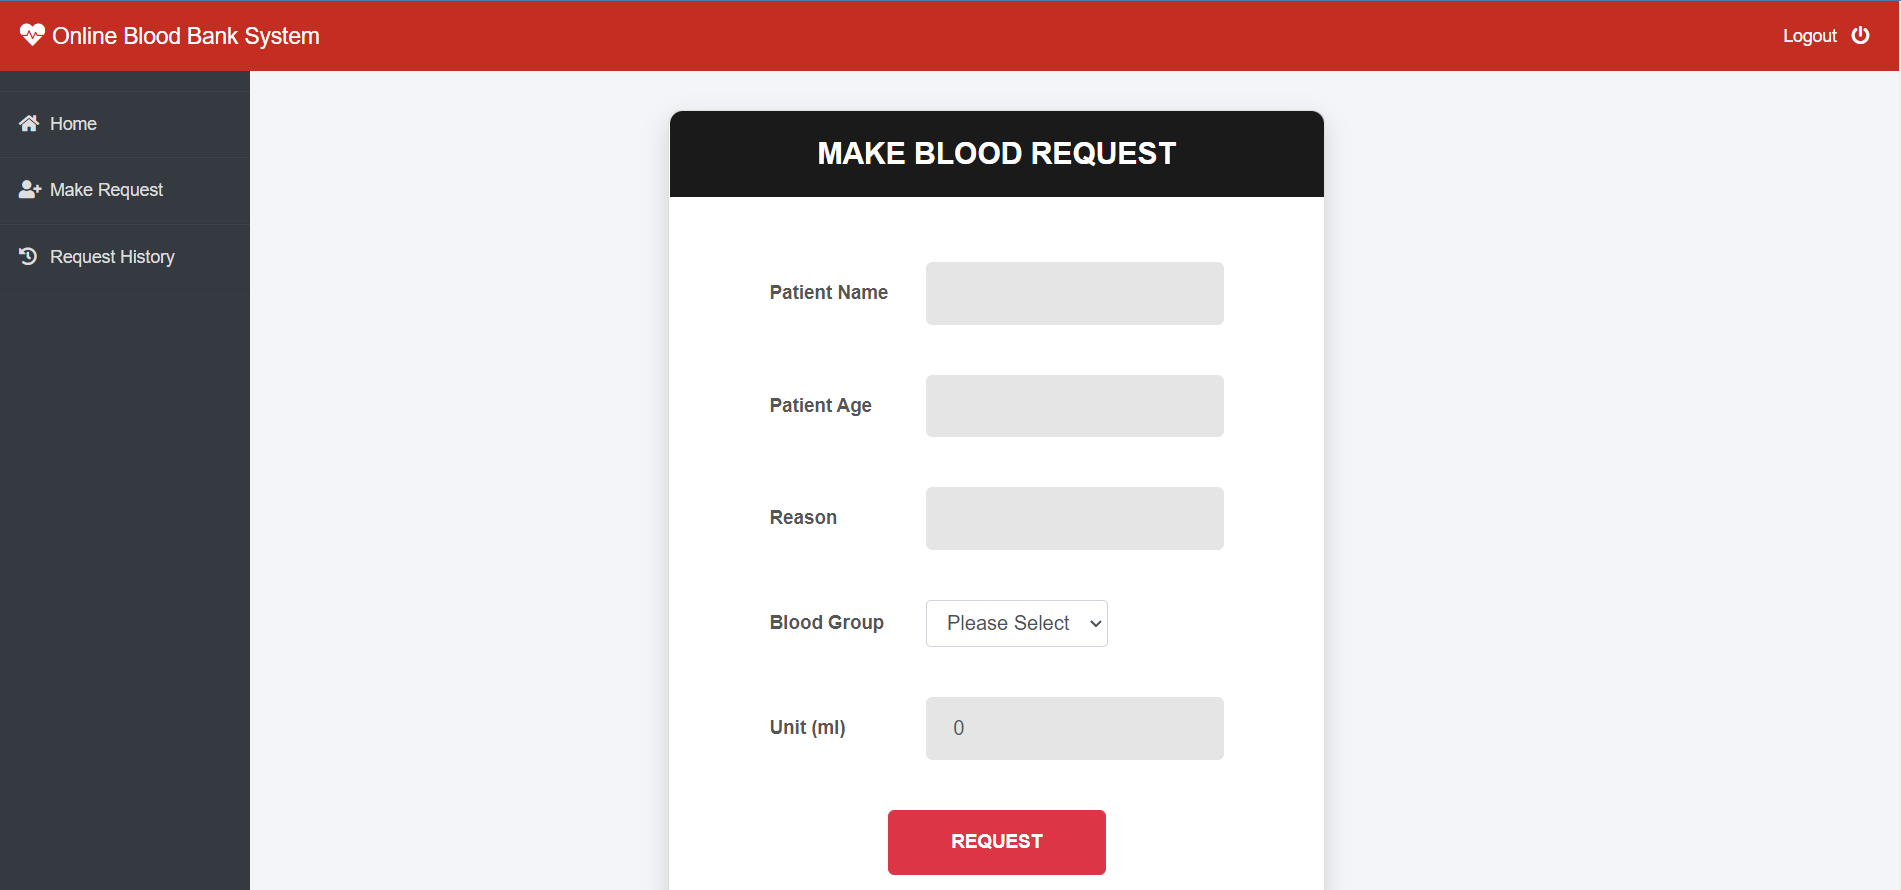 Online Blood Bank System
Logout
Home
Make Request
Request History
MAKE BLOOD REQUEST
Patient Name
Patient Age
Reason
Blood Group
Please Select
Unit (ml)
0
REQUEST